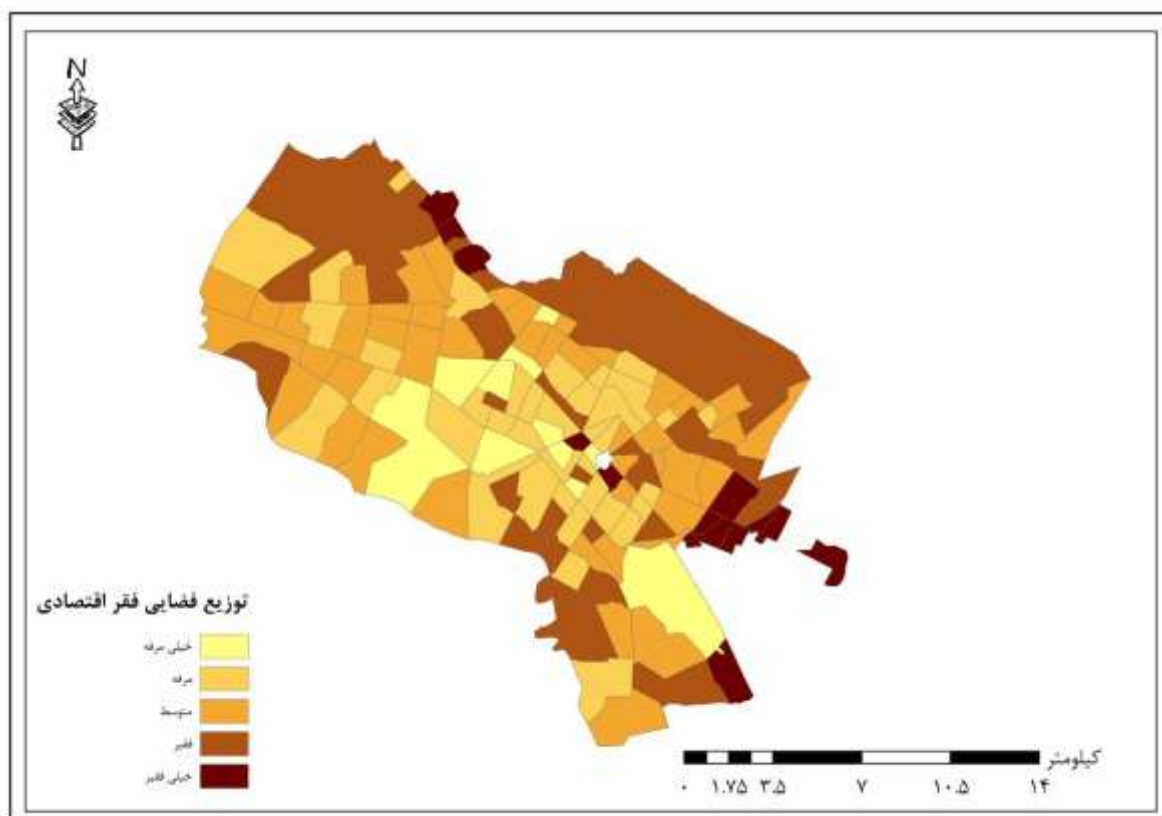 N
توزیع فضایی فقر اقتصادی
خیلی مرفه
مرفه
متوسط
فقیر
خیلی فقیر
کیلومتر
۰ ۱.۷۵ ۳.۵ ۷ ۱۰.۵ ۱۴